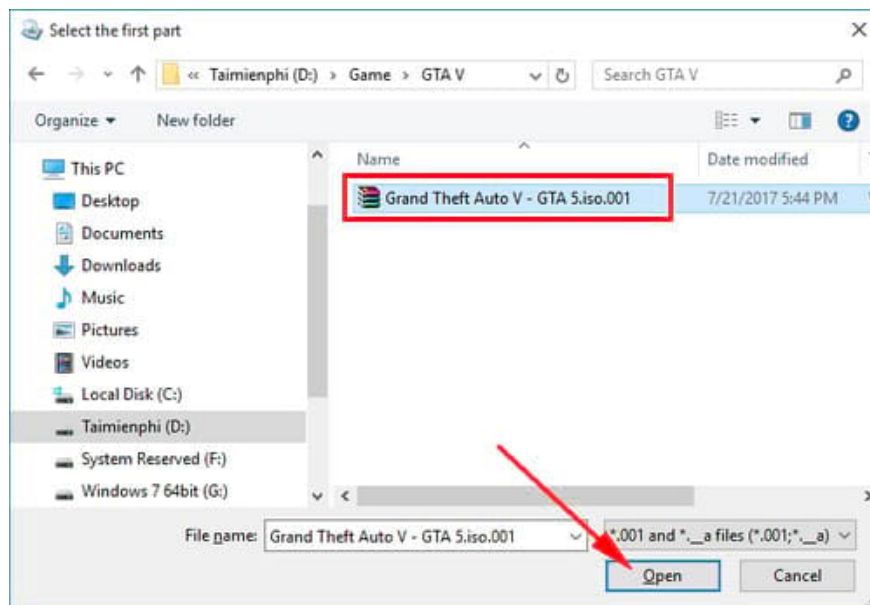 Select the first part
« Taimienphi (D:) › Game › GTA V
Search GTA V
Organize
New folder
Name
Date modified
This PC
Grand Theft Auto V - GTA 5.iso.001
7/21/2017 5:44 PM
Desktop
Documents
Downloads
Music
Pictures
Videos
Local Disk (C:)
Taimienphi (D:)
System Reserved (F:)
Windows 7 64bit (G:)
File name:
Grand Theft Auto V - GTA 5.iso.001
*.001 and *.__a files (*.001;*.__a)
Open
Cancel